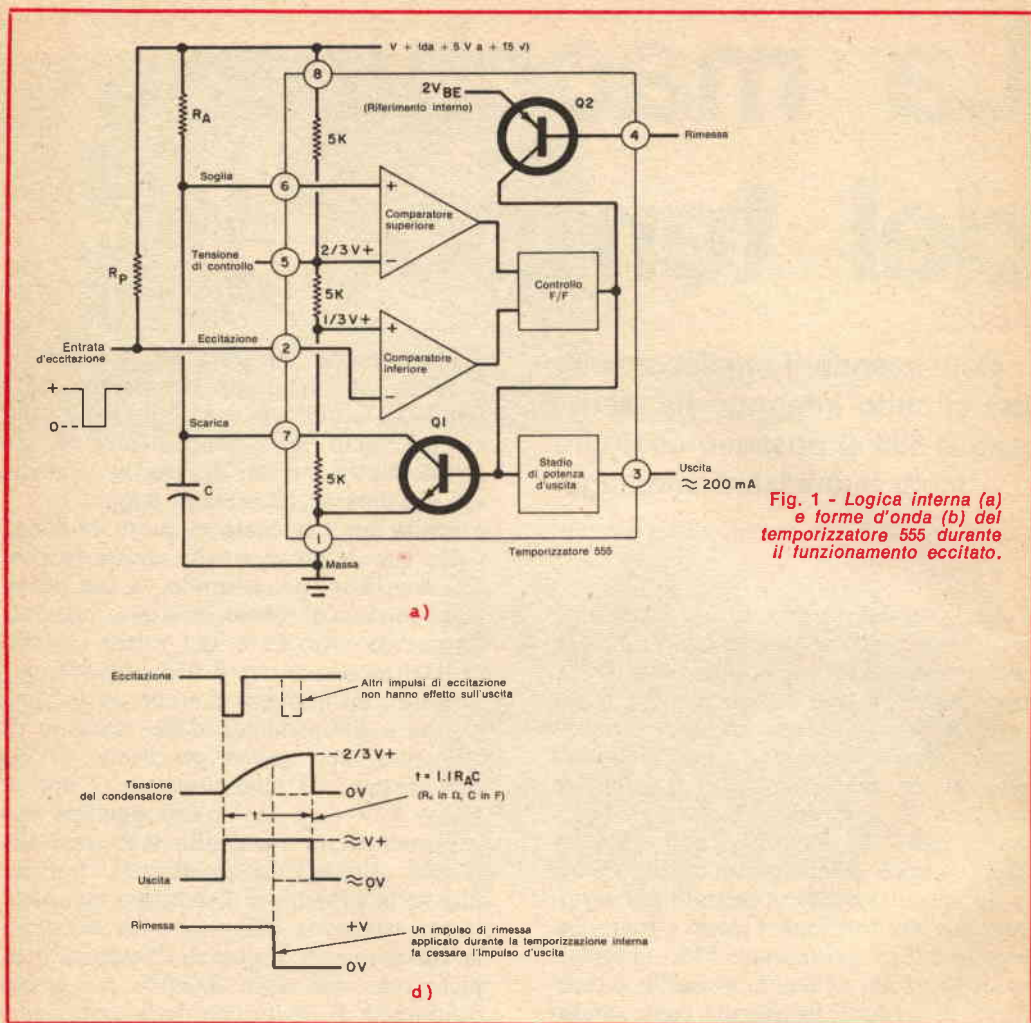 V + (da + 5 V a + 15 V)
8
2VBE
(Riferimento interno)
Q2
RA
5K
4
Rimessa
Soglia
6
+
Comparatore
superiore
Tensione
di controllo
5
2/3 V+
−
RP
5K
Controllo
F/F
1/3 V+
Entrata
d'eccitazione
Eccitazione
2
+
Comparatore
inferiore
−
+
0
Scarica
7
Q1
C
5K
Stadio
di potenza
d'uscita
3
Uscita
≈ 200 mA
1
Massa
Temporizzatore 555
a)
Fig. 1 - Logica interna (a)
e forme d'onda (b) del
temporizzatore 555 durante
il funzionamento eccitato.
Eccitazione
Altri impulsi di eccitazione
non hanno effetto sull'uscita
2/3 V+
Tensione
del condensatore
t = 1.1 RAC
(RA in Ω, C in F)
0V
t
≈ V+
Uscita
≈ 0V
Rimessa
+V
Un impulso di rimessa
applicato durante la temporizzazione interna
fa cessare l'impulso d'uscita
0V
d)